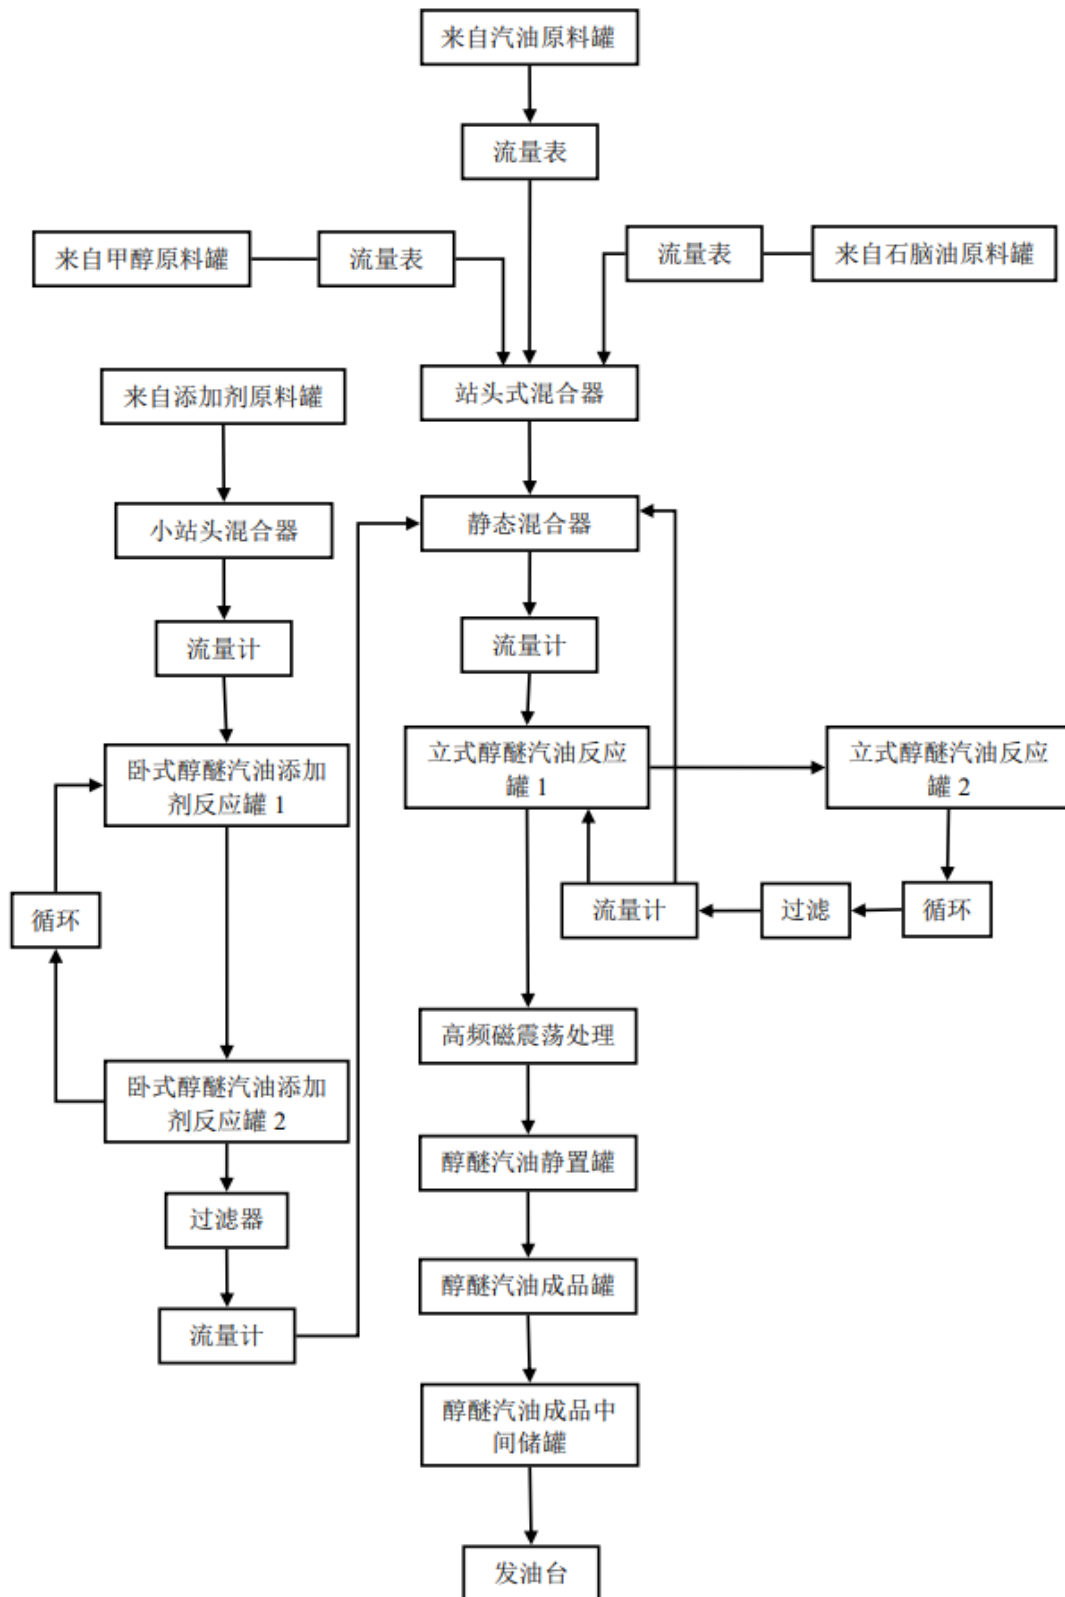 来自汽油原料罐
流量表
来自甲醇原料罐
流量表
流量表
来自石脑油原料罐
来自添加剂原料罐
站头式混合器
小站头混合器
静态混合器
流量计
流量计
卧式醇醚汽油添加
剂反应罐 1
立式醇醚汽油反应
罐 1
立式醇醚汽油反应
罐 2
循环
流量计
过滤
循环
高频磁震荡处理
卧式醇醚汽油添加
剂反应罐 2
醇醚汽油静置罐
过滤器
醇醚汽油成品罐
流量计
醇醚汽油成品中
间储罐
发油台